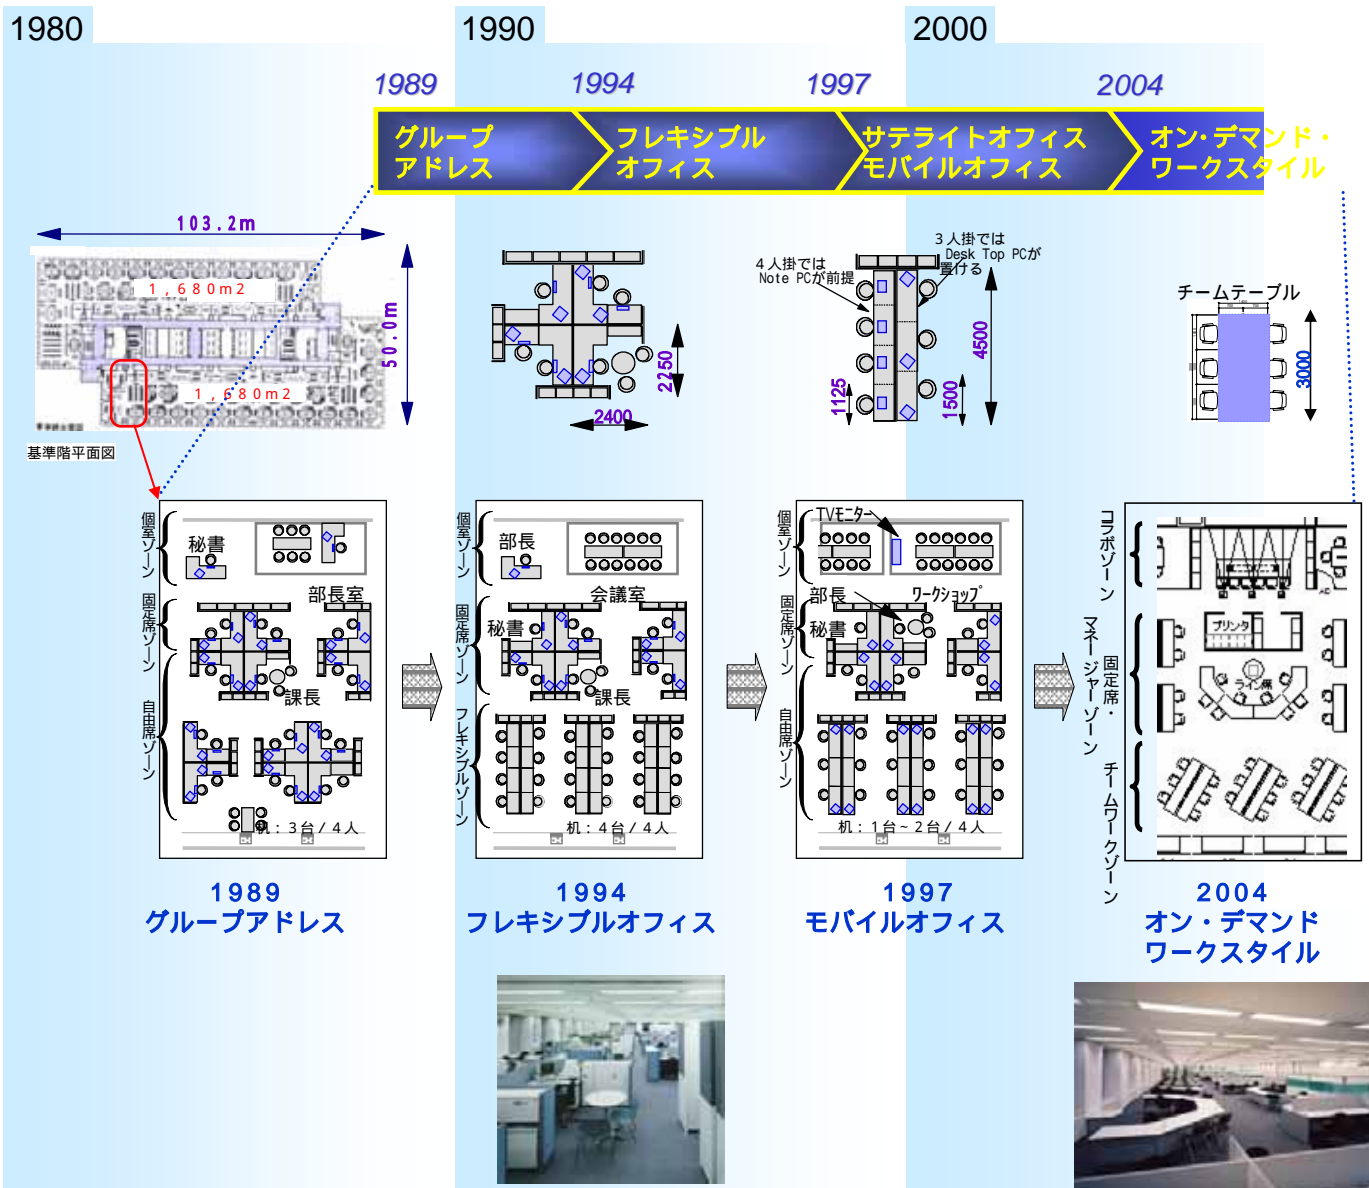 1980
1990
2000
1989
1994
1997
2004
グループ
アドレス
フレキシブル
オフィス
サテライトオフィス
モバイルオフィス
オン・デマンド・
ワークスタイル
103.2m
50.0m
1,680m2
1,680m2
基準階平面図
2250
2400
4人掛では
Note PCが前提
3人掛では
Desk Top PCが
置ける
4500
1125
1500
チームテーブル
3000
個室ゾーン
固定席ゾーン
自由席ゾーン
秘書
部長室
課長
机:3台/4人
個室ゾーン
固定席ゾーン
フレキシブルゾーン
部長
会議室
秘書
課長
机:4台/4人
個室ゾーン
固定席ゾーン
自由席ゾーン
TVモニター
部長
ワークショップ
秘書
机:1台~2台/4人
コラボゾーン
固定席・
マネージャーゾーン
チームワークゾーン
プリンタ
ライン席
1989
グループアドレス
1994
フレキシブルオフィス
1997
モバイルオフィス
2004
オン・デマンド
ワークスタイル